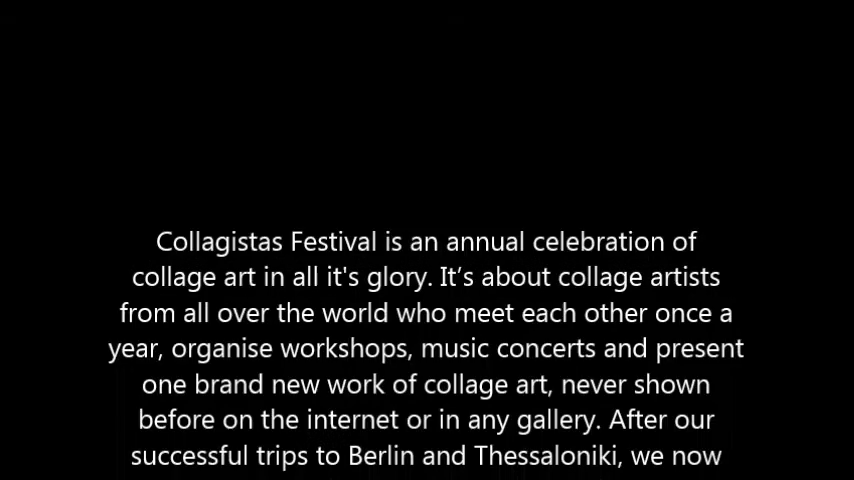 Collagistas Festival is an annual celebration of
collage art in all it's glory. It’s about collage artists
from all over the world who meet each other once a
year, organise workshops, music concerts and present
one brand new work of collage art, never shown
before on the internet or in any gallery. After our
successful trips to Berlin and Thessaloniki, we now